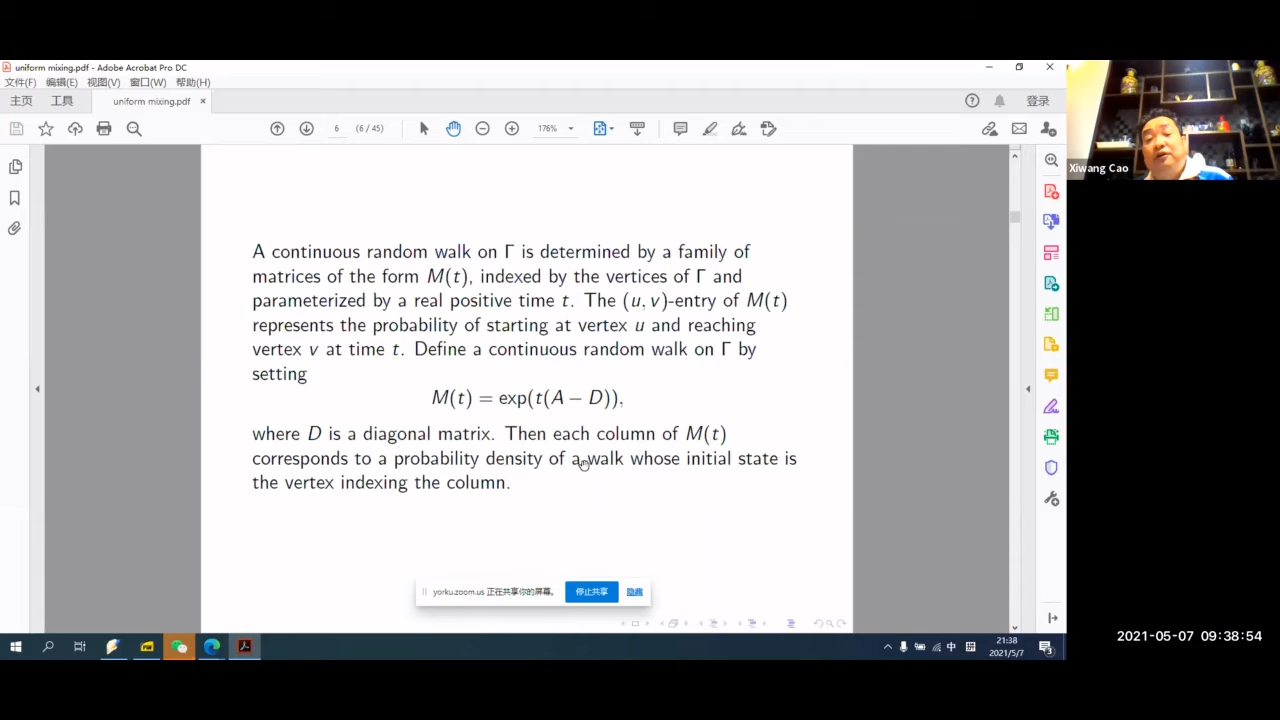 uniform mixing.pdf - Adobe Acrobat Pro DC
文件(F) 编辑(E) 视图(V) 窗口(W) 帮助(H)
主页 工具 uniform mixing.pdf × 登录
6 (6 / 45) 176%
Xiwang Cao
A continuous random walk on Γ is determined by a family of
matrices of the form M(t), indexed by the vertices of Γ and
parameterized by a real positive time t. The (u, v)-entry of M(t)
represents the probability of starting at vertex u and reaching
vertex v at time t. Define a continuous random walk on Γ by
setting
M(t) = exp(t(A − D)),
where D is a diagonal matrix. Then each column of M(t)
corresponds to a probability density of a walk whose initial state is
the vertex indexing the column.
yorku.zoom.us 正在共享你的屏幕。 停止共享 隐藏
中 拼 21:38
2021/5/7
3
2021-05-07 09:38:54